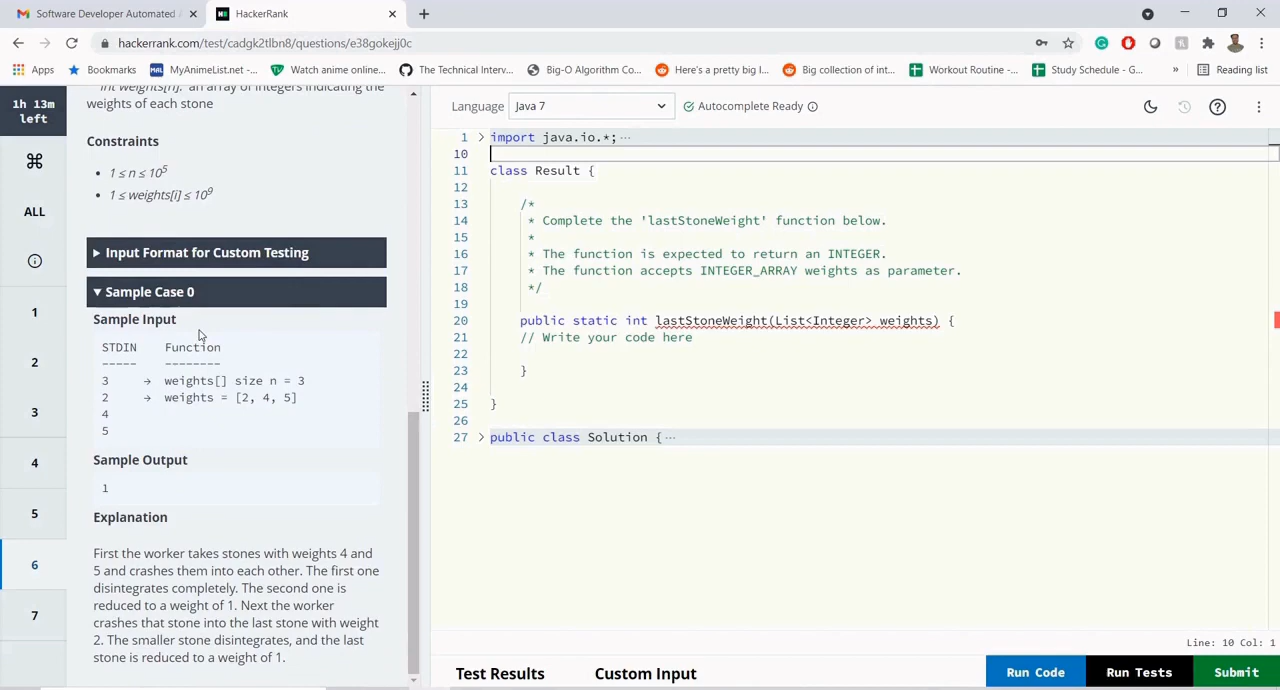 Software Developer Automated
HackerRank
hackerrank.com/test/cadgk2tlbn8/questions/e38gokejj0c
Apps
Bookmarks
MyAnimeList.net -...
Watch anime online...
The Technical Interv...
Big-O Algorithm Co...
Here's a pretty big l...
Big collection of int...
Workout Routine -...
Study Schedule - G...
»
Reading list
1h 13m
left
ALL
1
2
3
4
5
6
7
int weights[n]: an array of integers indicating the
weights of each stone
Constraints
• 1 ≤ n ≤ 10⁵
• 1 ≤ weights[i] ≤ 10⁹
Input Format for Custom Testing
Sample Case 0
Sample Input
STDIN Function
----- --------
3 → weights[] size n = 3
2 → weights = [2, 4, 5]
4
5
Sample Output
1
Explanation
First the worker takes stones with weights 4 and
5 and crashes them into each other. The first one
disintegrates completely. The second one is
reduced to a weight of 1. Next the worker
crashes that stone into the last stone with weight
2. The smaller stone disintegrates, and the last
stone is reduced to a weight of 1.
Language Java 7 Autocomplete Ready
1 > import java.io.*; ...
10
11 class Result {
12
13 /*
14 * Complete the 'lastStoneWeight' function below.
15 *
16 * The function is expected to return an INTEGER.
17 * The function accepts INTEGER_ARRAY weights as parameter.
18 */
19
20 public static int lastStoneWeight(List<Integer> weights) {
21 // Write your code here
22
23 }
24
25 }
26
27 > public class Solution { ...
Line: 10 Col: 1
Test Results
Custom Input
Run Code
Run Tests
Submit